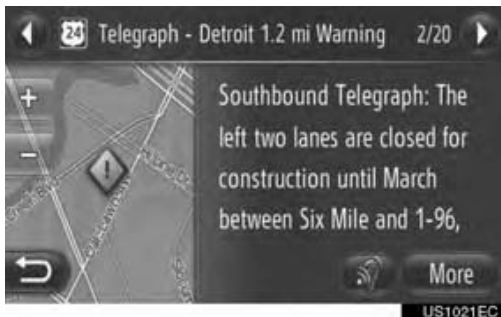 24 Telegraph - Detroit 1.2 mi Warning 2/20
Southbound Telegraph: The
left two lanes are closed for
construction until March
between Six Mile and 1-96,
More
US1021EC